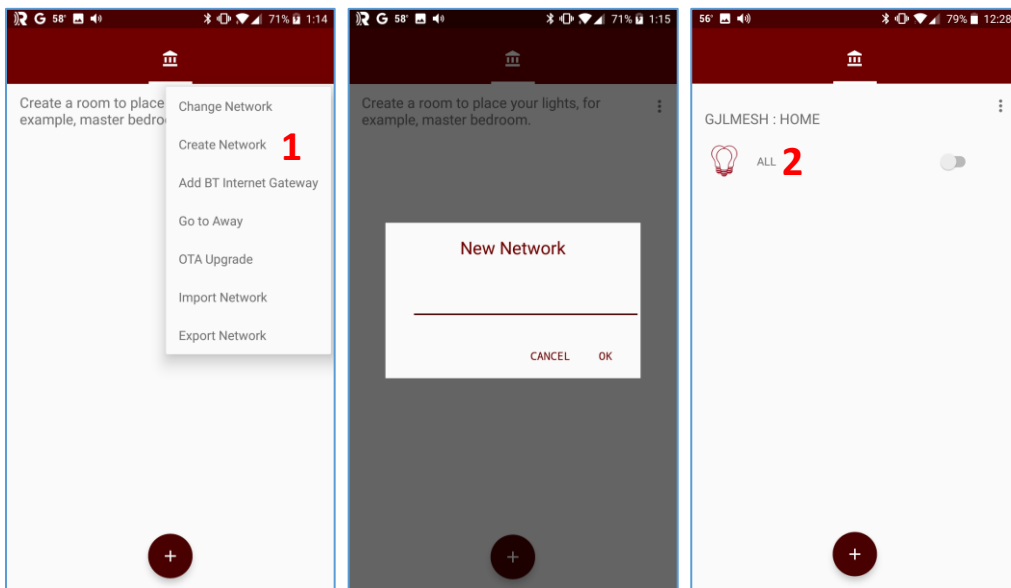 G 58° 71% 1:14
Create a room to place
example, master bedro
Change Network
Create Network 1
Add BT Internet Gateway
Go to Away
OTA Upgrade
Import Network
Export Network
+
G 58° 71% 1:15
Create a room to place your lights, for
example, master bedroom.
New Network
CANCEL OK
+
56° 79% 12:28
GJLMESH : HOME
ALL 2
+